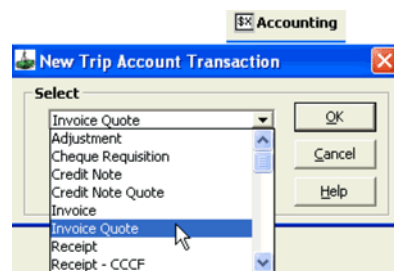 Accounting
New Trip Account Transaction
Select
Invoice Quote
OK
Adjustment
Cheque Requisition
Cancel
Credit Note
Credit Note Quote
Help
Invoice
Invoice Quote
Receipt
Receipt - CCCF